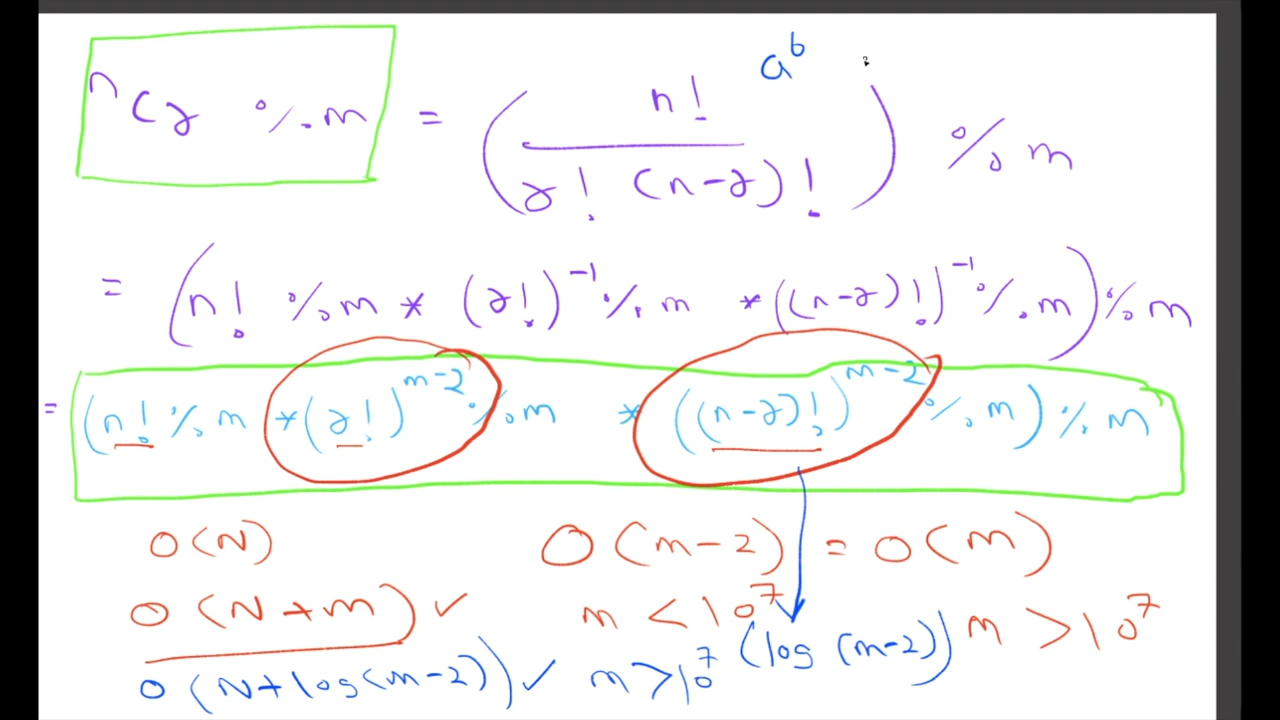 a^b
nCr % m = (n! / r! (n-r)!) % m
= (n! % m * (r!)^-1 % m * ((n-r)!)^-1 % m) % m
= (n! % m * (r!)^m-2 % m * ((n-r)!)^m-2 % m) % m
O(N) O(m-2) = O(m)
O(N+m) ✓ m < 10^7 m > 10^7
O(N+log(m-2)) ✓ m > 10^7 (log (m-2))